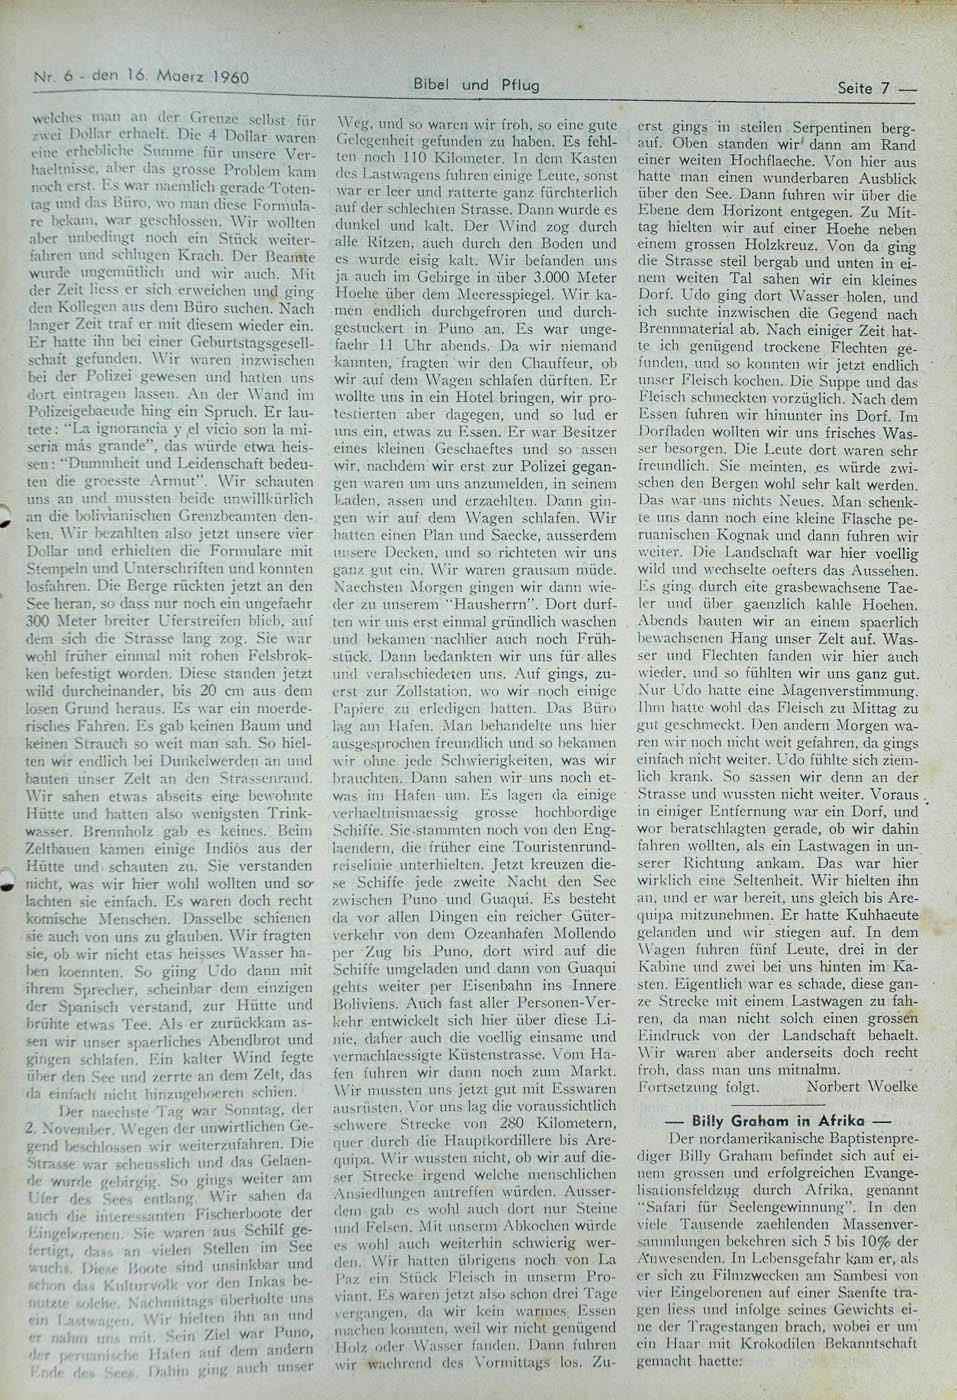 Nr. 6 - den 16. Maerz 1960
Bibel und Pflug
Seite 7 —
welches man an der Grenze selbst für
zwei Dollar erhaelt. Die 4 Dollar waren
eine erhebliche Summe für unsere Ver-
haeltnisse, aber das grosse Problem kam
noch erst. Es war naemlich gerade Toten-
tag und das Büro, wo man diese Formula-
re bekam, war geschlossen. Wir wollten
aber unbedingt noch ein Stück weiter-
fahren und schlugen Krach. Der Beamte
wurde ungemütlich und wir auch. Mit
der Zeit liess er sich erweichen und ging
den Kollegen aus dem Büro suchen. Nach
langer Zeit traf er mit diesem wieder ein.
Er hatte ihn bei einer Geburtstagsgesell-
schaft gefunden. Wir waren inzwischen
bei der Polizei gewesen und hatten uns
dort eintragen lassen. An der Wand im
Polizeigebaeude hing ein Spruch. Er lau-
tete: "La ignorancia y el vicio son la mi-
seria más grande", das würde etwa heis-
sen: "Dummheit und Leidenschaft bedeu-
ten die groesste Armut". Wir schauten
uns an und mussten beide unwillkürlich
an die bolivianischen Grenzbeamten den-
ken. Wir bezahlten also jetzt unsere vier
Dollar und erhielten die Formulare mit
Stempeln und Unterschriften und konnten
losfahren. Die Berge rückten jetzt an den
See heran, so dass nur noch ein ungefaehr
300 Meter breiter Uferstreifen blieb, auf
dem sich die Strasse lang zog. Sie war
wohl früher einmal mit rohen Felsbrok-
ken befestigt worden. Diese standen jetzt
wild durcheinander, bis 20 cm aus dem
losen Grund heraus. Es war ein moerde-
risches Fahren. Es gab keinen Baum und
keinen Strauch so weit man sah. So hiel-
ten wir endlich bei Dunkelwerden an und
bauten unser Zelt an den Strassenrand.
Wir sahen etwas abseits eine bewohnte
Hütte und hatten also wenigsten Trink-
wasser. Brennholz gab es keines. Beim
Zeltbauen kamen einige Indios aus der
Hütte und schauten zu. Sie verstanden
nicht, was wir hier wohl wollten und so
lachten sie einfach. Es waren doch recht
komische Menschen. Dasselbe schienen
sie auch von uns zu glauben. Wir fragten
sie, ob wir nicht etas heisses Wasser ha-
ben koennten. So giing Udo dann mit
ihrem Sprecher, scheinbar dem einzigen
der Spanisch verstand, zur Hütte und
brühte etwas Tee. Als er zurückkam as-
sen wir unser spaerliches Abendbrot und
gingen schlafen. Ein kalter Wind fegte
über den See und zerrte an dem Zelt, das
da einfach nicht hinzugehoeren schien.
Der naechste Tag war Sonntag, der
2. November. Wegen der unwirtlichen Ge-
gend beschlossen wir weiterzufahren. Die
Strasse war scheusslich und das Gelaen-
de wurde gebirgig. So gings weiter am
Ufer des Sees entlang. Wir sahen da
auch die interessanten Fischerboote der
Eingeborenen. Sie waren aus Schilf ge-
fertigt, dass an vielen Stellen im See
wuchs. Diese Boote sind unsinkbar und
schon das Kulturvolk vor den Inkas be-
nutzte solche. Nachmittags überholte uns
ein Lastwagen. Wir hielten ihn an und
er nahm uns mit. Sein Ziel war Puno,
der peruanische Hafen auf dem andern
Ende des Sees. Dahin ging auch unser
Weg, und so waren wir froh, so eine gute
Gelegenheit gefunden zu haben. Es fehl-
ten noch 110 Kilometer. In dem Kasten
des Lastwagens fuhren einige Leute, sonst
war er leer und ratterte ganz fürchterlich
auf der schlechten Strasse. Dann wurde es
dunkel und kalt. Der Wind zog durch
alle Ritzen, auch durch den Boden und
es wurde eisig kalt. Wir befanden uns
ja auch im Gebirge in über 3.000 Meter
Hoehe über dem Meeresspiegel. Wir ka-
men endlich durchgefroren und durch-
gestuckert in Puno an. Es war unge-
faehr 11 Uhr abends. Da wir niemand
kannten, fragten wir den Chauffeur, ob
wir auf dem Wagen schlafen dürften. Er
wollte uns in ein Hotel bringen, wir pro-
testierten aber dagegen, und so lud er
uns ein, etwas zu Essen. Er war Besitzer
eines kleinen Geschaeftes und so assen
wir, nachdem wir erst zur Polizei gegan-
gen waren um uns anzumelden, in seinem
Laden, assen und erzaehlten. Dann gin-
gen wir auf dem Wagen schlafen. Wir
hatten einen Plan und Saecke, ausserdem
unsere Decken, und so richteten wir uns
ganz gut ein. Wir waren grausam müde.
Naechsten Morgen gingen wir dann wie-
der zu unserem "Hausherrn". Dort durf-
ten wir uns erst einmal gründlich waschen
und bekamen nachher auch noch Früh-
stück. Dann bedankten wir uns für alles
und verabschiedeten uns. Auf gings, zu-
erst zur Zollstation, wo wir noch einige
Papiere zu erledigen hatten. Das Büro
lag am Hafen. Man behandelte uns hier
ausgesprochen freundlich und so bekamen
wir ohne jede Schwierigkeiten, was wir
brauchten. Dann sahen wir uns noch et-
was im Hafen um. Es lagen da einige
verhaeltnismaessig grosse hochbordige
Schiffe. Sie stammten noch von den Eng-
laendern, die früher eine Touristenrund-
reiselinie unterhielten. Jetzt kreuzen die-
se Schiffe jede zweite Nacht den See
zwischen Puno und Guaqui. Es besteht
da vor allen Dingen ein reicher Güter-
verkehr von dem Ozeanhafen Mollendo
per Zug bis Puno, dort wird auf die
Schiffe umgeladen und dann von Guaqui
gehts weiter per Eisenbahn ins Innere
Boliviens. Auch fast aller Personen-Ver-
kehr entwickelt sich hier über diese Li-
nie, daher auch die voellig einsame und
vernachlaessigte Küstenstrasse. Vom Ha-
fen fuhren wir dann noch zum Markt.
Wir mussten uns jetzt gut mit Esswaren
ausrüsten. Vor uns lag die voraussichtlich
schwere Strecke von 280 Kilometern,
quer durch die Hauptkordillere bis Are-
quipa. Wir wussten nicht, ob wir auf die-
ser Strecke irgend welche menschlichen
Ansiedlungen antreffen würden. Ausser-
dem gab es wohl auch dort nur Steine
und Felsen. Mit unserm Abkochen würde
es wohl auch weiterhin schwierig wer-
den. Wir hatten übrigens noch von La
Paz ein Stück Fleisch in unserm Pro-
viant. Es waren jetzt also schon drei Tage
vergangen, da wir kein warmes Essen
machen konnten, weil wir nicht genügend
Holz oder Wasser fanden. Dann fuhren
wir waehrend des Vormittags los. Zu-
erst gings in steilen Serpentinen berg-
auf. Oben standen wir dann am Rand
einer weiten Hochflaeche. Von hier aus
hatte man einen wunderbaren Ausblick
über den See. Dann fuhren wir über die
Ebene dem Horizont entgegen. Zu Mit-
tag hielten wir auf einer Hoehe neben
einem grossen Holzkreuz. Von da ging
die Strasse steil bergab und unten in ei-
nem weiten Tal sahen wir ein kleines
Dorf. Udo ging dort Wasser holen, und
ich suchte inzwischen die Gegend nach
Brennmaterial ab. Nach einiger Zeit hat-
te ich genügend trockene Flechten ge-
funden, und so konnten wir jetzt endlich
unser Fleisch kochen. Die Suppe und das
Fleisch schmeckten vorzüglich. Nach dem
Essen fuhren wir hinunter ins Dorf. Im
Dorfladen wollten wir uns frisches Was-
ser besorgen. Die Leute dort waren sehr
freundlich. Sie meinten, es würde zwi-
schen den Bergen wohl sehr kalt werden.
Das war uns nichts Neues. Man schenk-
te uns dann noch eine kleine Flasche pe-
ruanischen Kognak und dann fuhren wir
weiter. Die Landschaft war hier voellig
wild und wechselte oefters das Aussehen.
Es ging durch eite grasbewachsene Tae-
ler und über gaenzlich kahle Hoehen.
Abends bauten wir an einem spaerlich
bewachsenen Hang unser Zelt auf. Was-
ser und Flechten fanden wir hier auch
wieder, und so fühlten wir uns ganz gut.
Nur Udo hatte eine Magenverstimmung.
Ihm hatte wohl das Fleisch zu Mittag zu
gut geschmeckt. Den andern Morgen wa-
ren wir noch nicht weit gefahren, da gings
einfach nicht weiter. Udo fühlte sich ziem-
lich krank. So sassen wir denn an der
Strasse und wussten nicht weiter. Voraus
in einiger Entfernung war ein Dorf, und
wor beratschlagten gerade, ob wir dahin
fahren wollten, als ein Lastwagen in un-
serer Richtung ankam. Das war hier
wirklich eine Seltenheit. Wir hielten ihn
an, und er war bereit, uns gleich bis Are-
quipa mitzunehmen. Er hatte Kuhhaeute
gelanden und wir stiegen auf. In dem
Wagen fuhren fünf Leute, drei in der
Kabine und zwei bei uns hinten im Ka-
sten. Eigentlich war es schade, diese gan-
ze Strecke mit einem Lastwagen zu fah-
ren, da man nicht solch einen grossen
Eindruck von der Landschaft behaelt.
Wir waren aber anderseits doch recht
froh, dass man uns mitnahm.
Fortsetzung folgt. Norbert Woelke
— Billy Graham in Afrika —
Der nordamerikanische Baptistenpre-
diger Billy Graham befindet sich auf ei-
nem grossen und erfolgreichen Evange-
lisationsfeldzug durch Afrika, genannt
"Safari für Seelengewinnung". In den
viele Tausende zaehlenden Massenver-
sammlungen bekehren sich 5 bis 10% der
Anwesenden. In Lebensgefahr kam er, als
er sich zu Filmzwecken am Sambesi von
vier Eingeborenen auf einer Saenfte tra-
gen liess und infolge seines Gewichts ei-
ne der Tragestangen brach, wobei er um
ein Haar mit Krokodilen Bekanntschaft
gemacht haette.